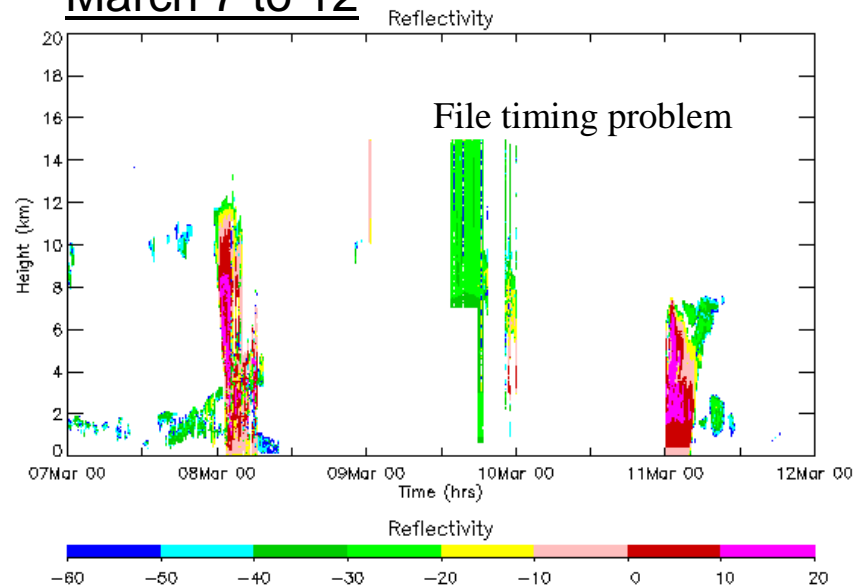 March 7 to 12
Reflectivity
20
18
16
14
12
10
8
6
4
2
0
Height (km)
File timing problem
07Mar 00 08Mar 00 09Mar 00 10Mar 00 11Mar 00 12Mar 00
Time (hrs)
Reflectivity
-60 -50 -40 -30 -20 -10 0 10 20